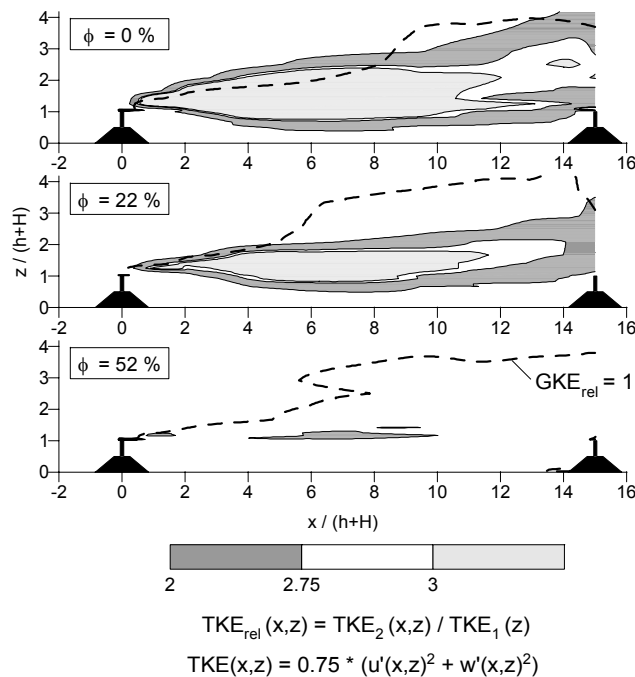 4
ϕ = 0 %
3
2
1
0
-2 0 2 4 6 8 10 12 14 16
4
ϕ = 22 %
3
z / (h+H)
2
1
0
-2 0 2 4 6 8 10 12 14 16
4
ϕ = 52 %
3
GKE_rel = 1
2
1
0
-2 0 2 4 6 8 10 12 14 16
x / (h+H)
2 2.75 3
TKE_rel (x,z) = TKE_2 (x,z) / TKE_1 (z)
TKE(x,z) = 0.75 * (u'(x,z)^2 + w'(x,z)^2)